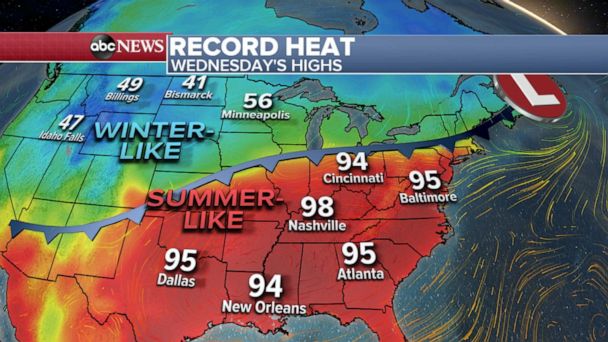 abc NEWS
RECORD HEAT
WEDNESDAY'S HIGHS
49
Billings
41
Bismarck
56
Minneapolis
47
Idaho Falls
WINTER-
LIKE
SUMMER-
LIKE
94
Cincinnati
95
Baltimore
98
Nashville
95
Dallas
94
New Orleans
95
Atlanta
L